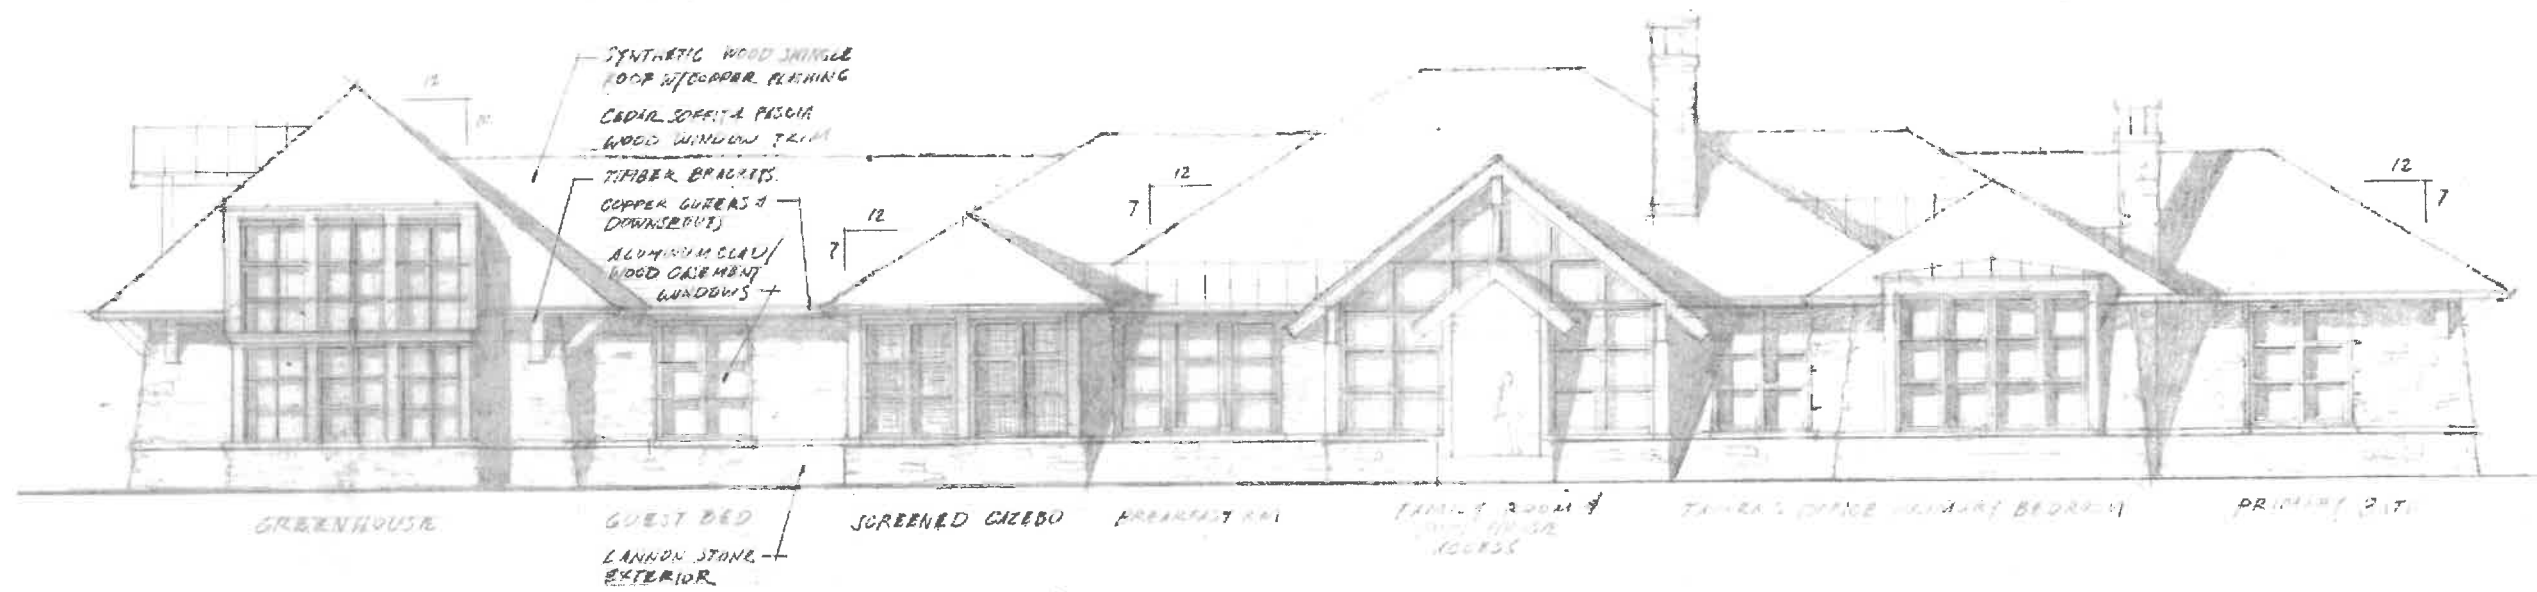 SYNTHETIC WOOD SHINGLE
ROOF W/COPPER FLASHING
CEDAR SOFFIT & FASCIA
WOOD WINDOW TRIM
TIMBER BRACKETS
COPPER GUTTERS &
DOWNSPOUTS
ALUMINUM CLAD/
WOOD CASEMENT
WINDOWS
12
12
7
12
7
12
7
GREENHOUSE
GUEST BED
SCREENED GAZEBO
BREAKFAST RM
FAMILY ROOM &
ACCESS
OFFICE
PRIMARY BEDROOM
PRIMARY
LANNON STONE
EXTERIOR